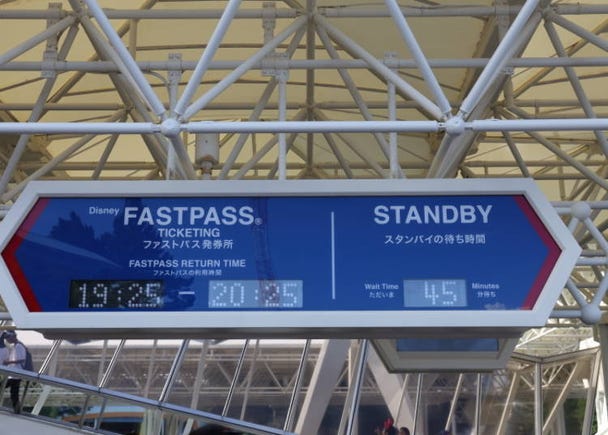 Disney FASTPASS®
TICKETING
ファストパス発券所
FASTPASS RETURN TIME
ファストパスの利用時間
19:25 – 20:25
STANDBY
スタンバイの待ち時間
Wait Time 45 Minutes
ただいま 分待ち